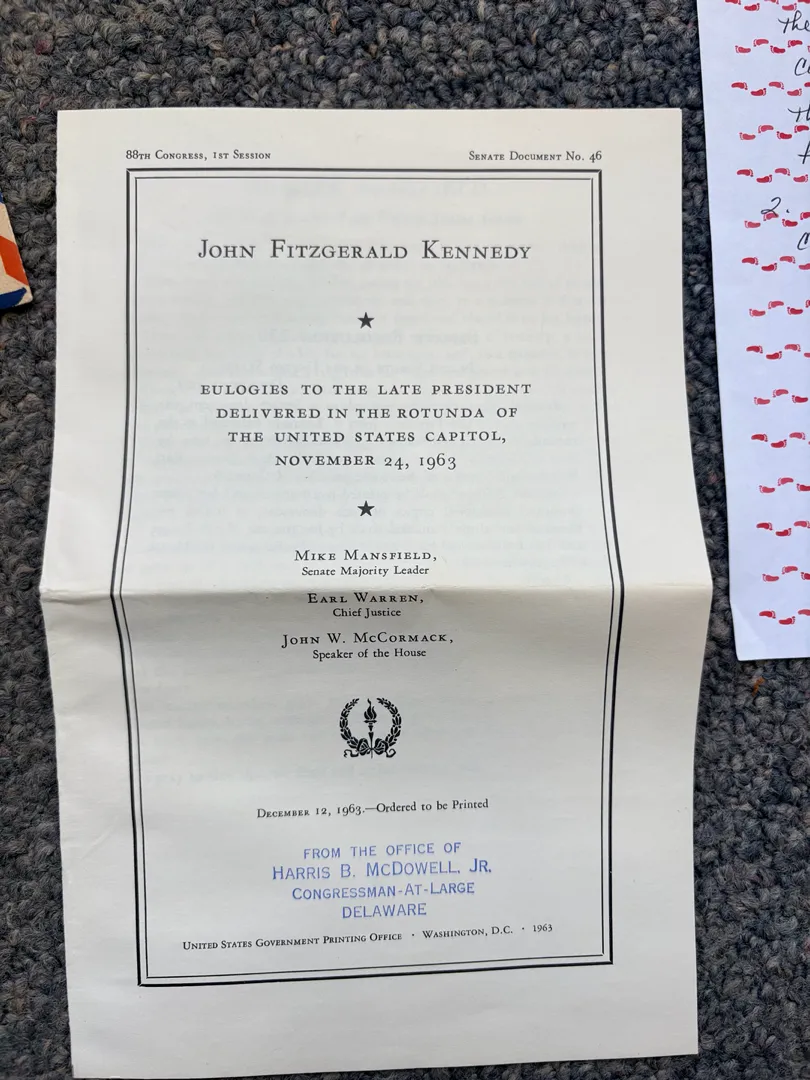 88th Congress, 1st Session Senate Document No. 46
John Fitzgerald Kennedy
EULOGIES TO THE LATE PRESIDENT
DELIVERED IN THE ROTUNDA OF
THE UNITED STATES CAPITOL,
NOVEMBER 24, 1963
Mike Mansfield,
Senate Majority Leader
Earl Warren,
Chief Justice
John W. McCormack,
Speaker of the House
December 12, 1963.—Ordered to be Printed
FROM THE OFFICE OF
HARRIS B. McDOWELL, JR.
CONGRESSMAN-AT-LARGE
DELAWARE
United States Government Printing Office · Washington, D.C. · 1963
the
2.